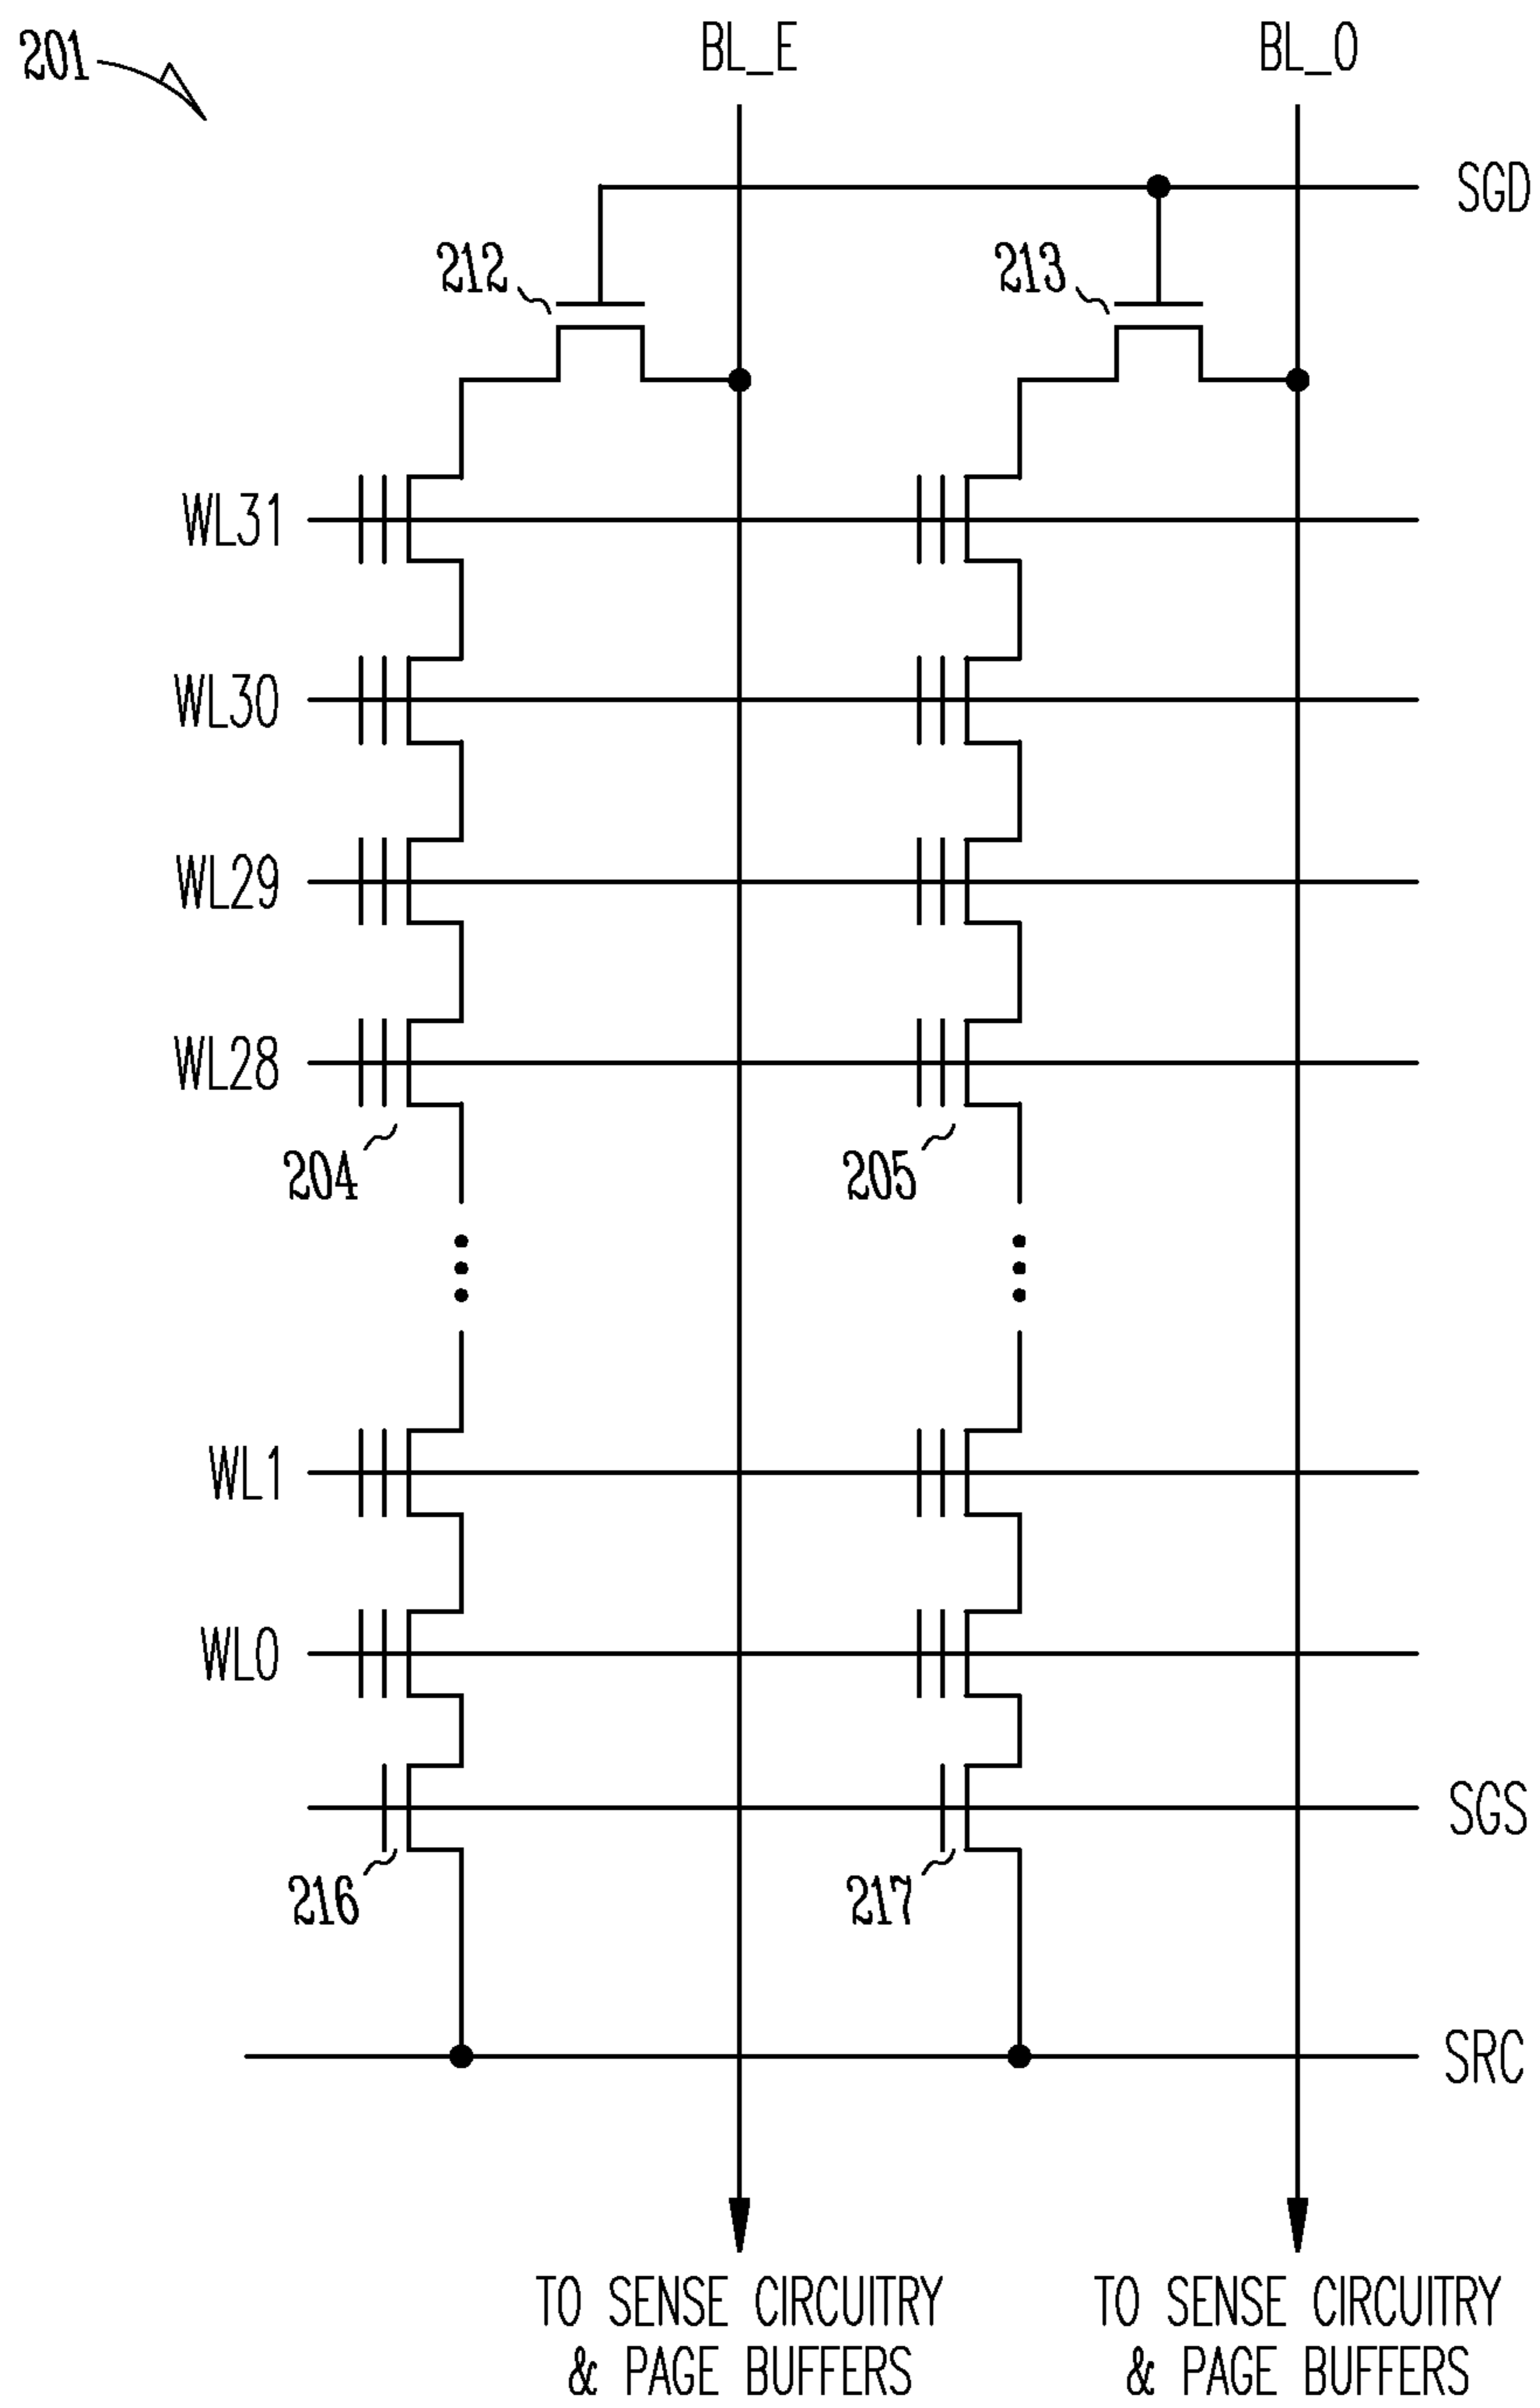 201
BL_E
BL_O
SGD
212
213
WL31
WL30
WL29
WL28
204
205
WL1
WL0
SGS
216
217
SRC
TO SENSE CIRCUITRY
& PAGE BUFFERS
TO SENSE CIRCUITRY
& PAGE BUFFERS